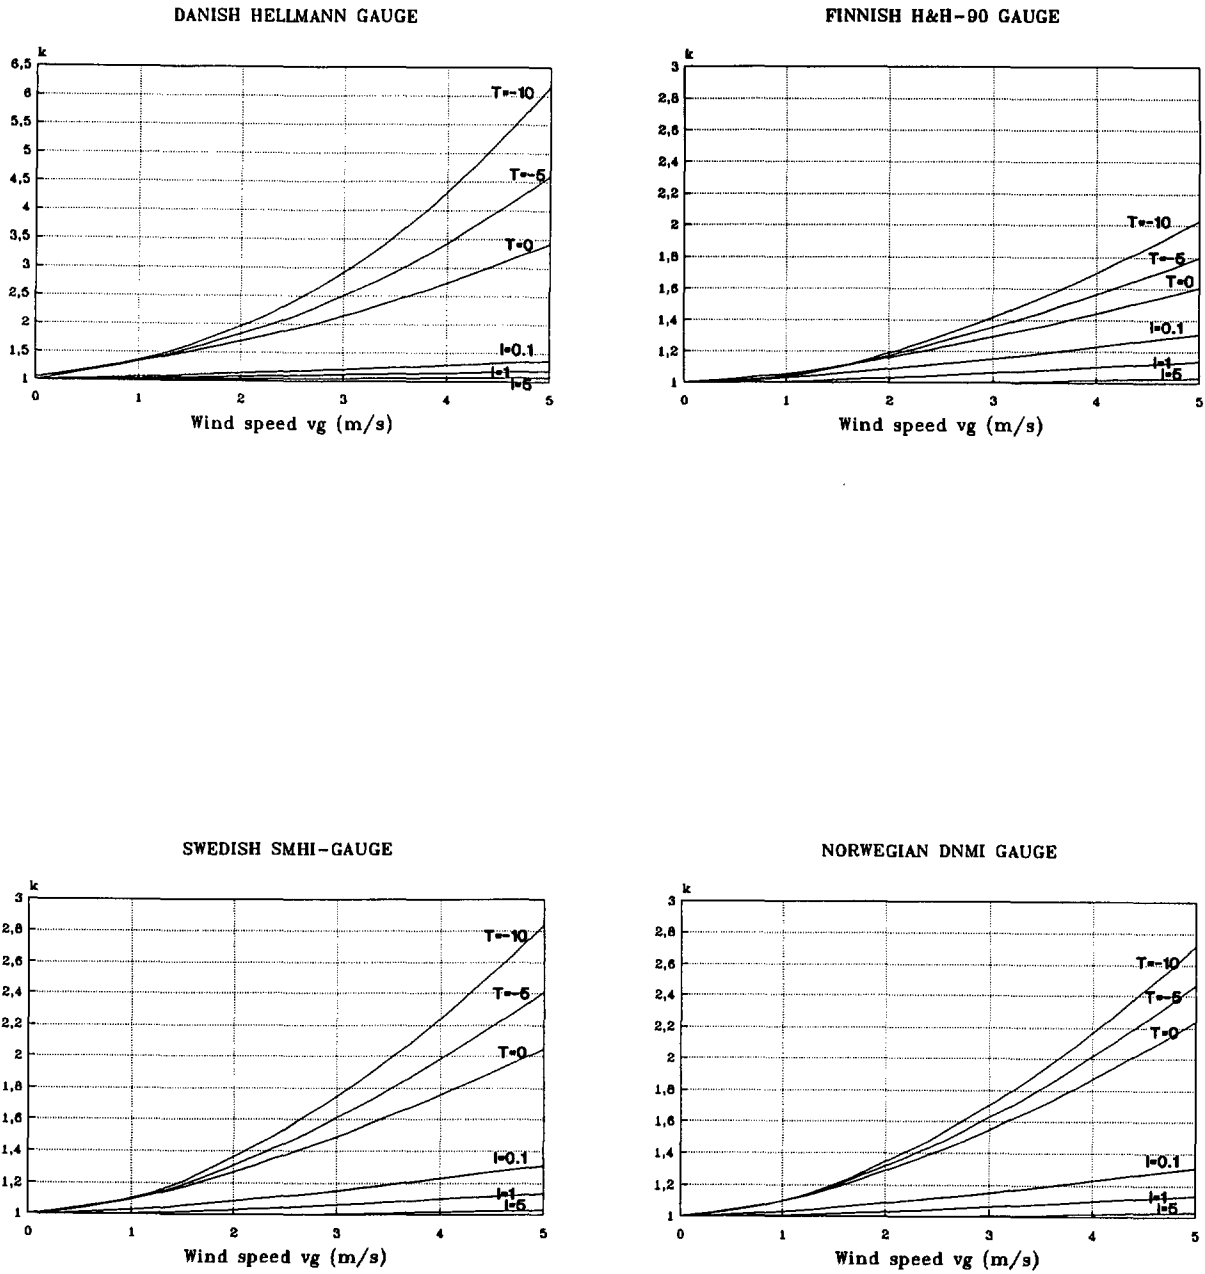 DANISH HELLMANN GAUGE
k
6,5
6
5,5
5
4,5
4
3,5
3
2,5
2
1,5
1
T=-10
T=-5
T=0
I=0.1
I=1
I=5
0 1 2 3 4 5
Wind speed vg (m/s)
FINNISH H&H-90 GAUGE
k
3
2,8
2,6
2,4
2,2
2
1,8
1,6
1,4
1,2
1
T=-10
T=-5
T=0
I=0.1
I=1
I=5
0 1 2 3 4 5
Wind speed vg (m/s)
SWEDISH SMHI-GAUGE
k
3
2,8
2,6
2,4
2,2
2
1,8
1,6
1,4
1,2
1
T=-10
T=-5
T=0
I=0.1
I=1
I=5
0 1 2 3 4 5
Wind speed vg (m/s)
NORWEGIAN DNMI GAUGE
k
3
2,8
2,6
2,4
2,2
2
1,8
1,6
1,4
1,2
1
T=-10
T=-5
T=0
I=0.1
I=1
I=5
0 1 2 3 4 5
Wind speed vg (m/s)